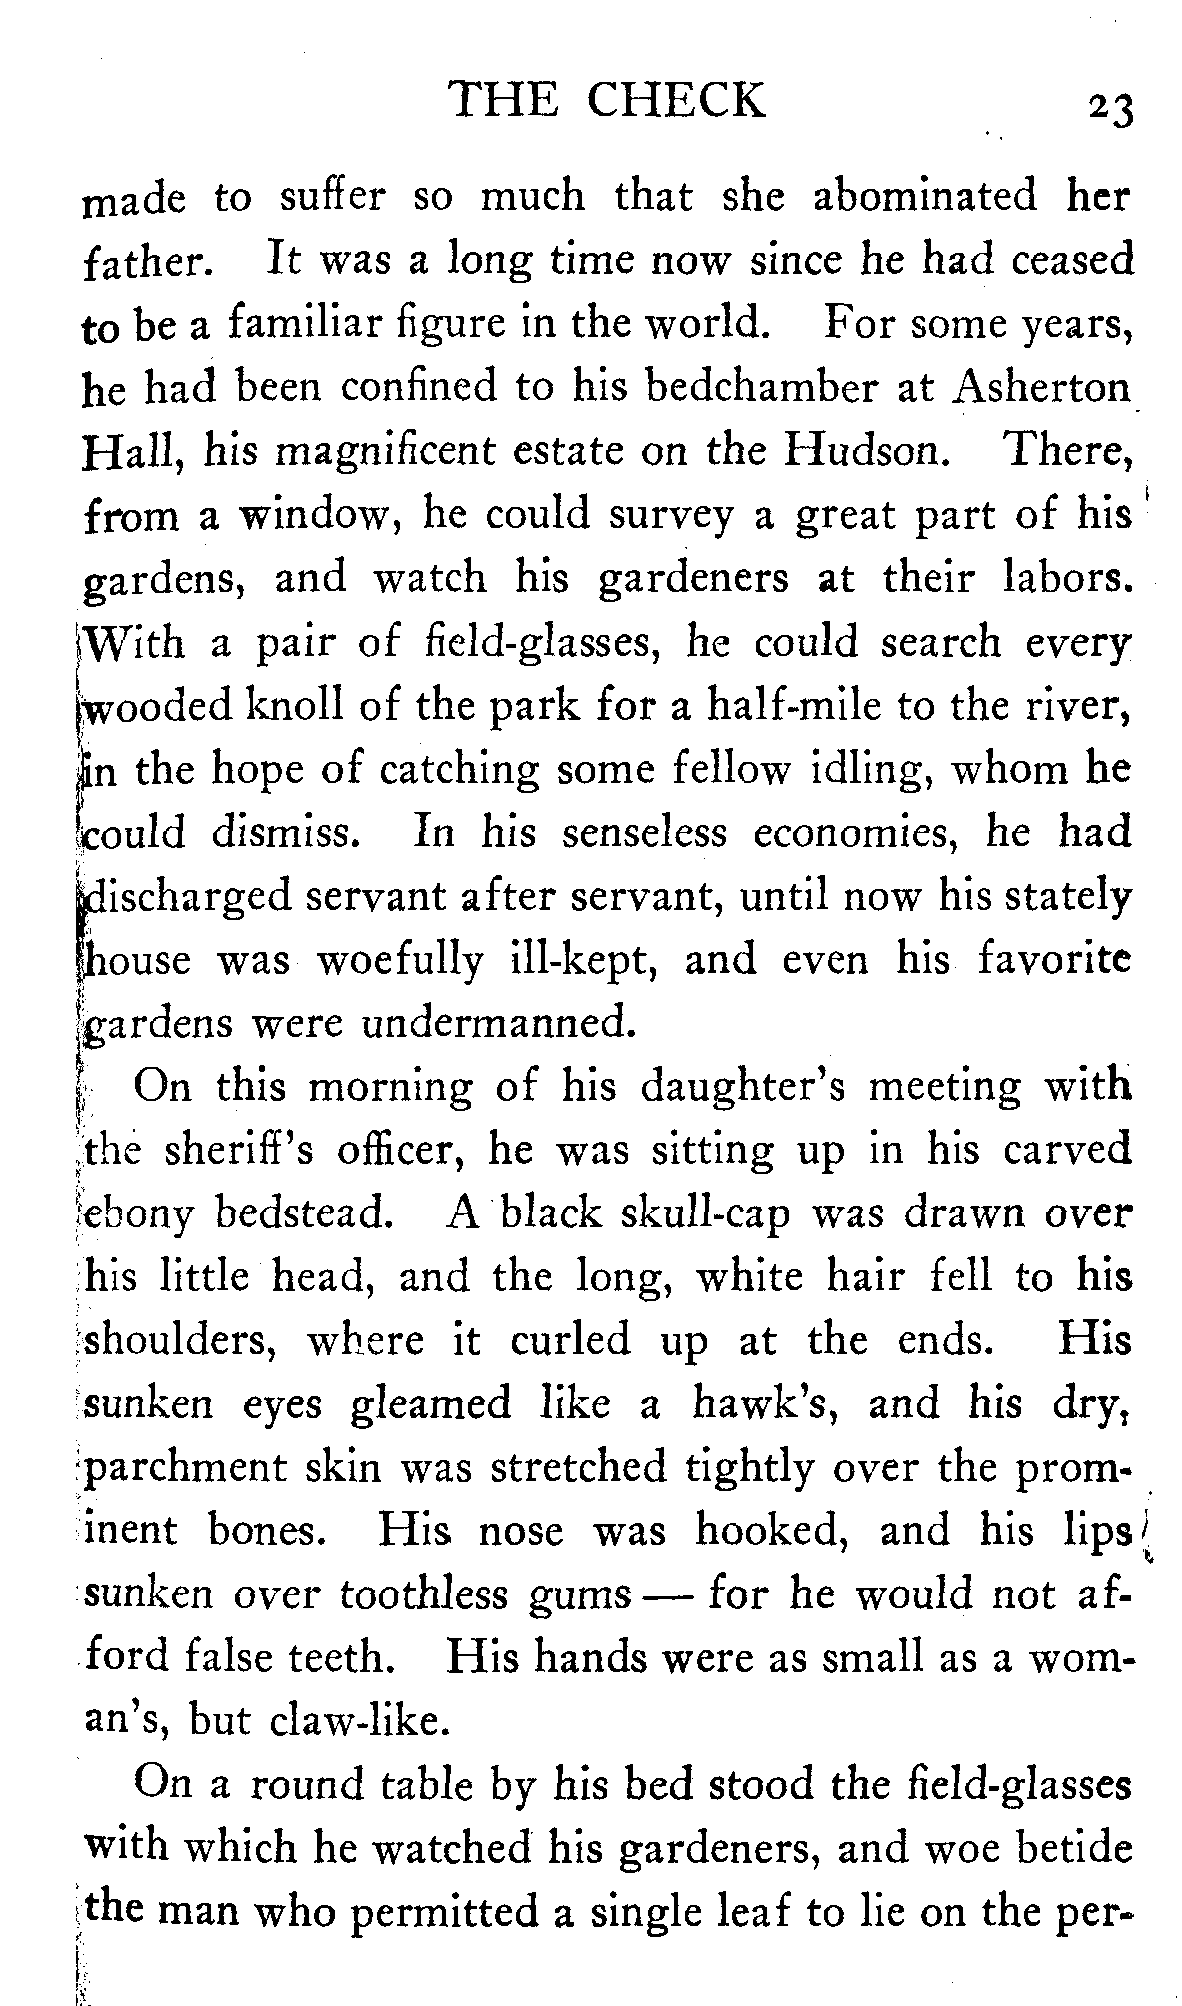 THE CHECK 23
made to suffer so much that she abominated her
father. It was a long time now since he had ceased
to be a familiar figure in the world. For some years,
he had been confined to his bedchamber at Asherton
Hall, his magnificent estate on the Hudson. There,
from a window, he could survey a great part of his
gardens, and watch his gardeners at their labors.
With a pair of field-glasses, he could search every
wooded knoll of the park for a half-mile to the river,
in the hope of catching some fellow idling, whom he
could dismiss. In his senseless economies, he had
discharged servant after servant, until now his stately
house was woefully ill-kept, and even his favorite
gardens were undermanned.
On this morning of his daughter's meeting with
the sheriff's officer, he was sitting up in his carved
ebony bedstead. A black skull-cap was drawn over
his little head, and the long, white hair fell to his
shoulders, where it curled up at the ends. His
sunken eyes gleamed like a hawk's, and his dry,
parchment skin was stretched tightly over the prom-
inent bones. His nose was hooked, and his lips
sunken over toothless gums — for he would not af-
ford false teeth. His hands were as small as a wom-
an's, but claw-like.
On a round table by his bed stood the field-glasses
with which he watched his gardeners, and woe betide
the man who permitted a single leaf to lie on the per-